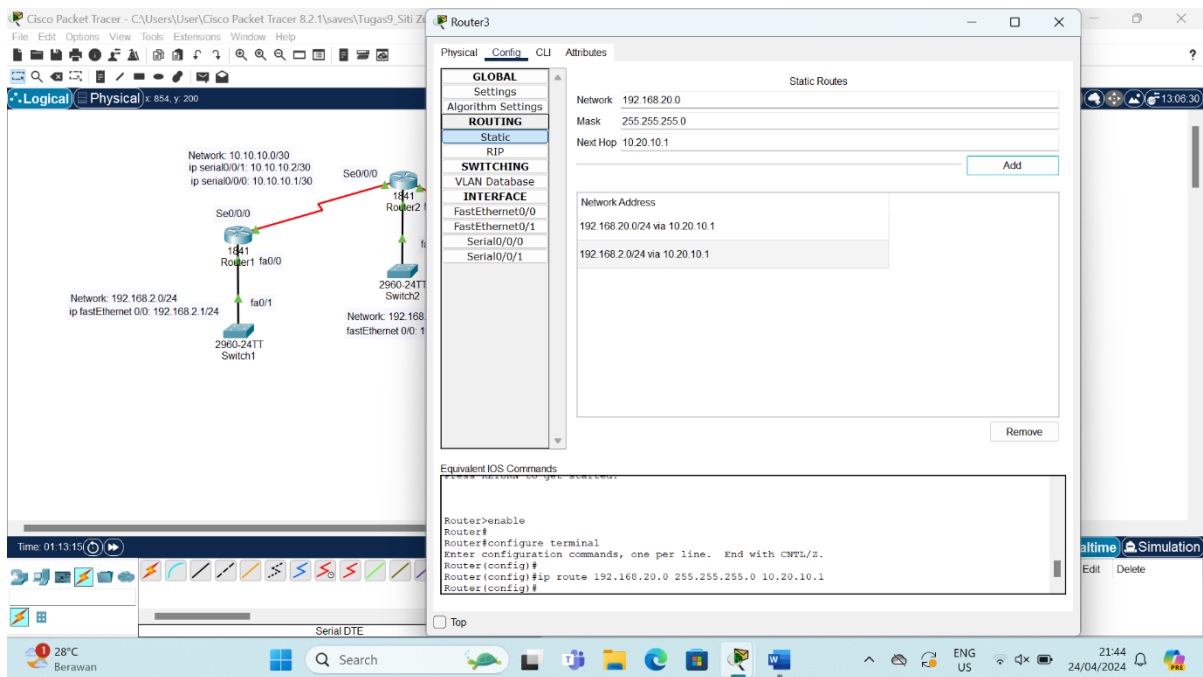 Cisco Packet Tracer - C:\Users\User\Cisco Packet Tracer 8.2.1\saves\Tugas9_Siti Zu
File Edit Options View Tools Extensions Window Help
?
Logical
Physical
x: 854, y: 200
13:06:30
Network: 10.10.10.0/30
ip serial0/0/1: 10.10.10.2/30
ip serial0/0/0: 10.10.10.1/30
Se0/0/0
1841
Router2
Se0/0/0
1841
Router1
fa0/0
Network: 192.168.2.0/24
ip fastEthernet 0/0: 192.168.2.1/24
fa0/1
2960-24TT
Switch1
2960-24TT
Switch2
Network: 192.168.
fastEthernet 0/0: 1
Router3
Physical Config CLI Attributes
GLOBAL
Settings
Algorithm Settings
ROUTING
Static
RIP
SWITCHING
VLAN Database
INTERFACE
FastEthernet0/0
FastEthernet0/1
Serial0/0/0
Serial0/0/1
Static Routes
Network 192.168.20.0
Mask 255.255.255.0
Next Hop 10.20.10.1
Add
Network Address
192.168.20.0/24 via 10.20.10.1
192.168.2.0/24 via 10.20.10.1
Remove
Equivalent IOS Commands
Press RETURN to get started!
Router>enable
Router#
Router#configure terminal
Enter configuration commands, one per line. End with CNTL/Z.
Router(config)#
Router(config)#ip route 192.168.20.0 255.255.255.0 10.20.10.1
Router(config)#
Top
Time: 01:13:15
altime
Simulation
Edit Delete
Serial DTE
1
28°C
Berawan
Search
ENG
US
21:44
24/04/2024
PRE